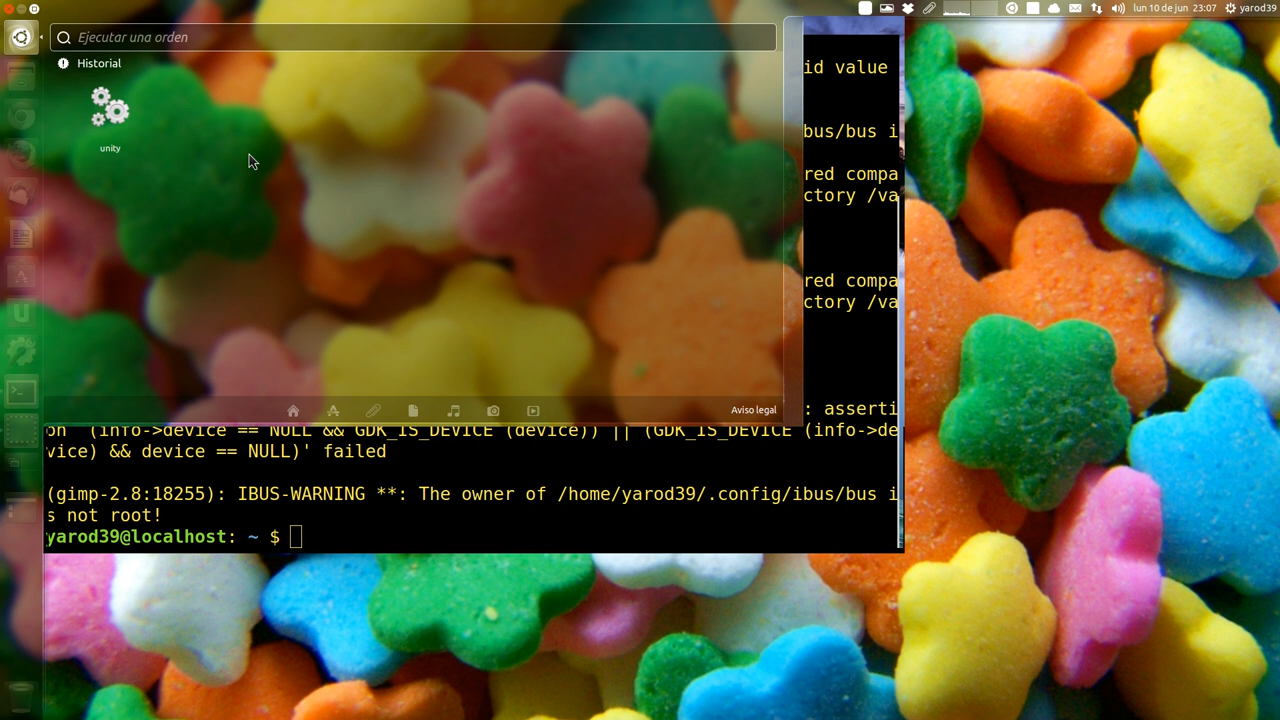 lun 10 de jun 23:07
yarod39
Ejecutar una orden
Historial
unity
id value
bus/bus i
red compa
ctory /va
red compa
ctory /va
Aviso legal
: asserti
on `(info->device == NULL && GDK_IS_DEVICE (device)) || (GDK_IS_DEVICE (info->de
vice) && device == NULL)' failed
(gimp-2.8:18255): IBUS-WARNING **: The owner of /home/yarod39/.config/ibus/bus i
s not root!
yarod39@localhost: ~ $